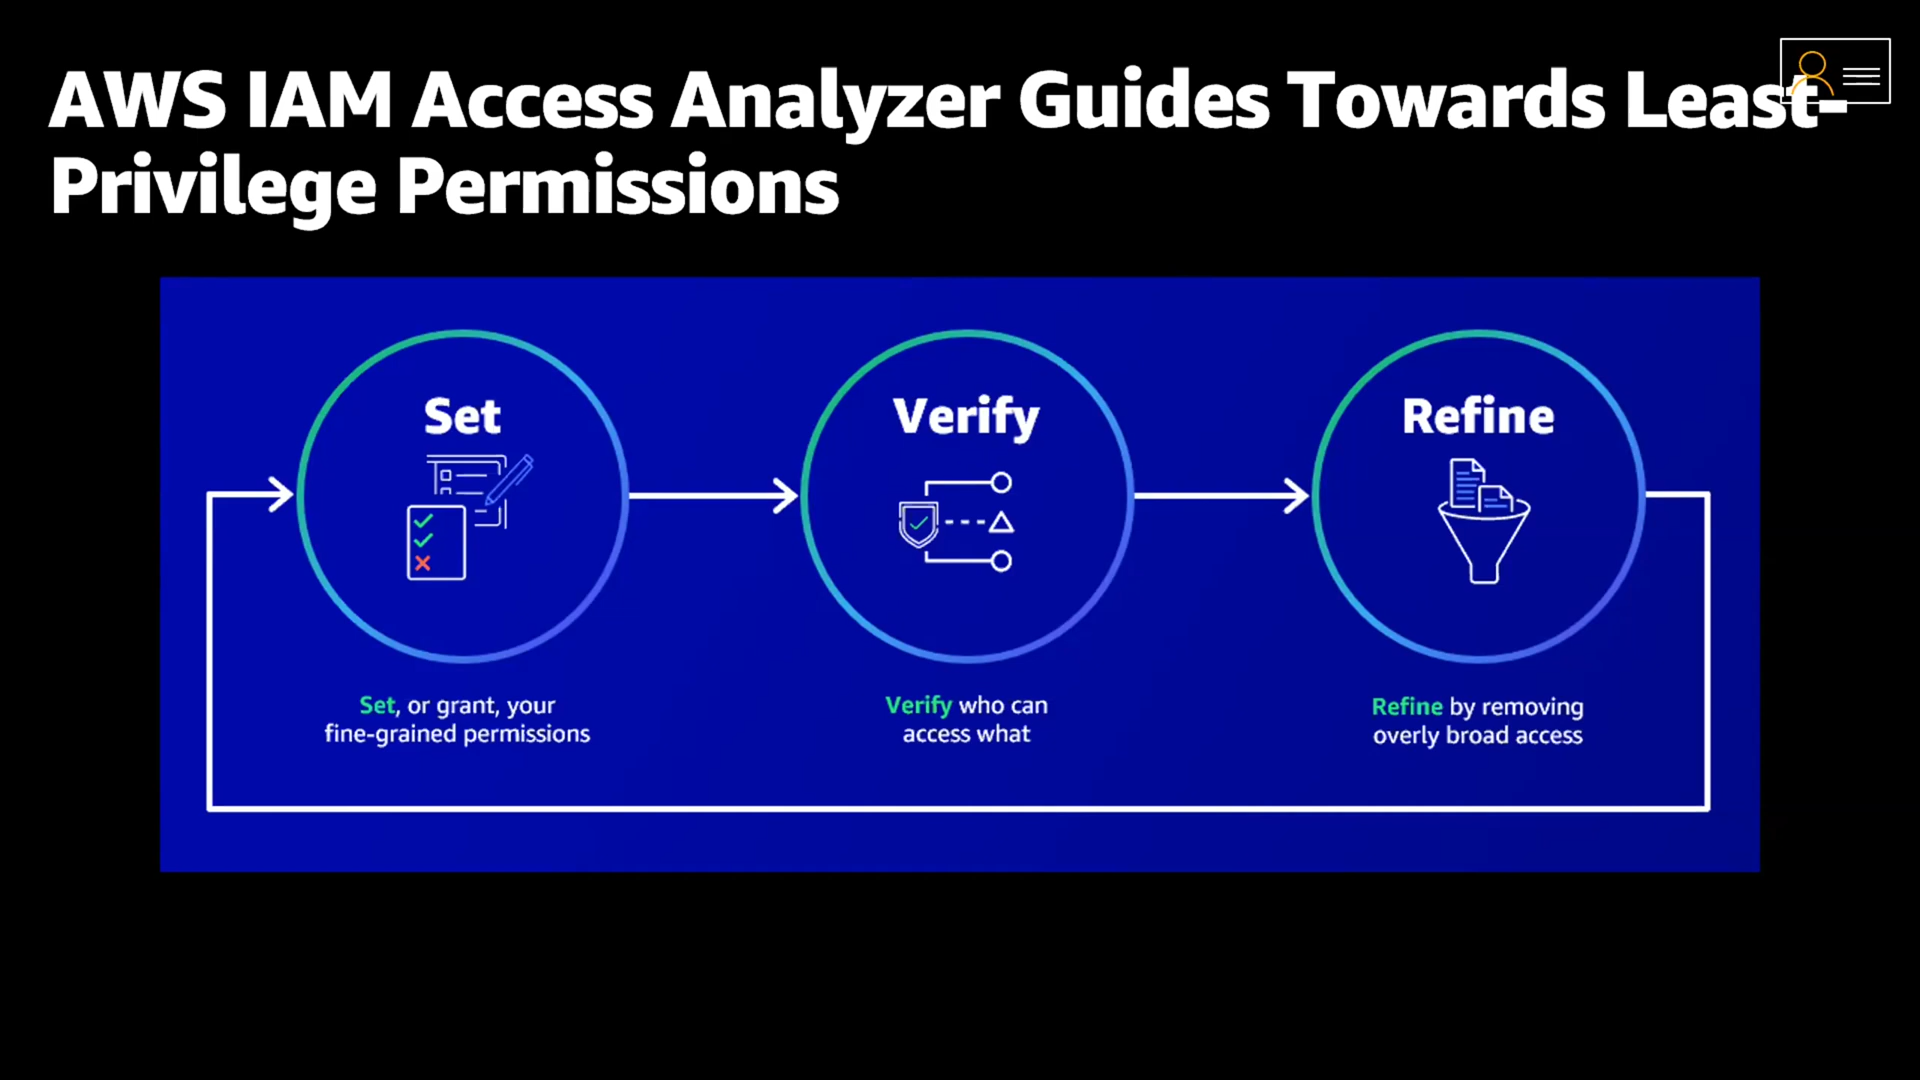 AWS IAM Access Analyzer Guides Towards Least-
Privilege Permissions
Set
Verify
Refine
Set, or grant, your
fine-grained permissions
Verify who can
access what
Refine by removing
overly broad access